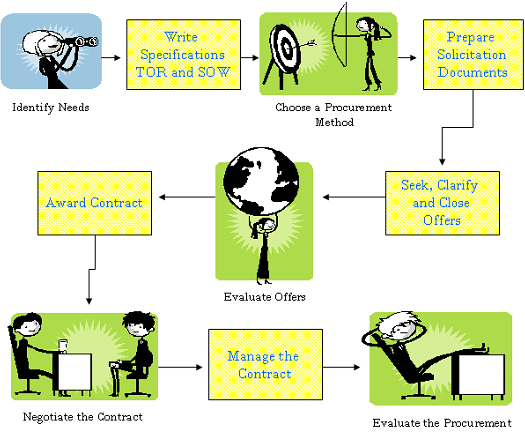 Identify Needs
Write
Specifications
TOR and SOW
Choose a Procurement
Method
Prepare
Solicitation
Documents
Seek, Clarify
and Close
Offers
Evaluate Offers
Award Contract
Negotiate the Contract
Manage the
Contract
Evaluate the Procurement